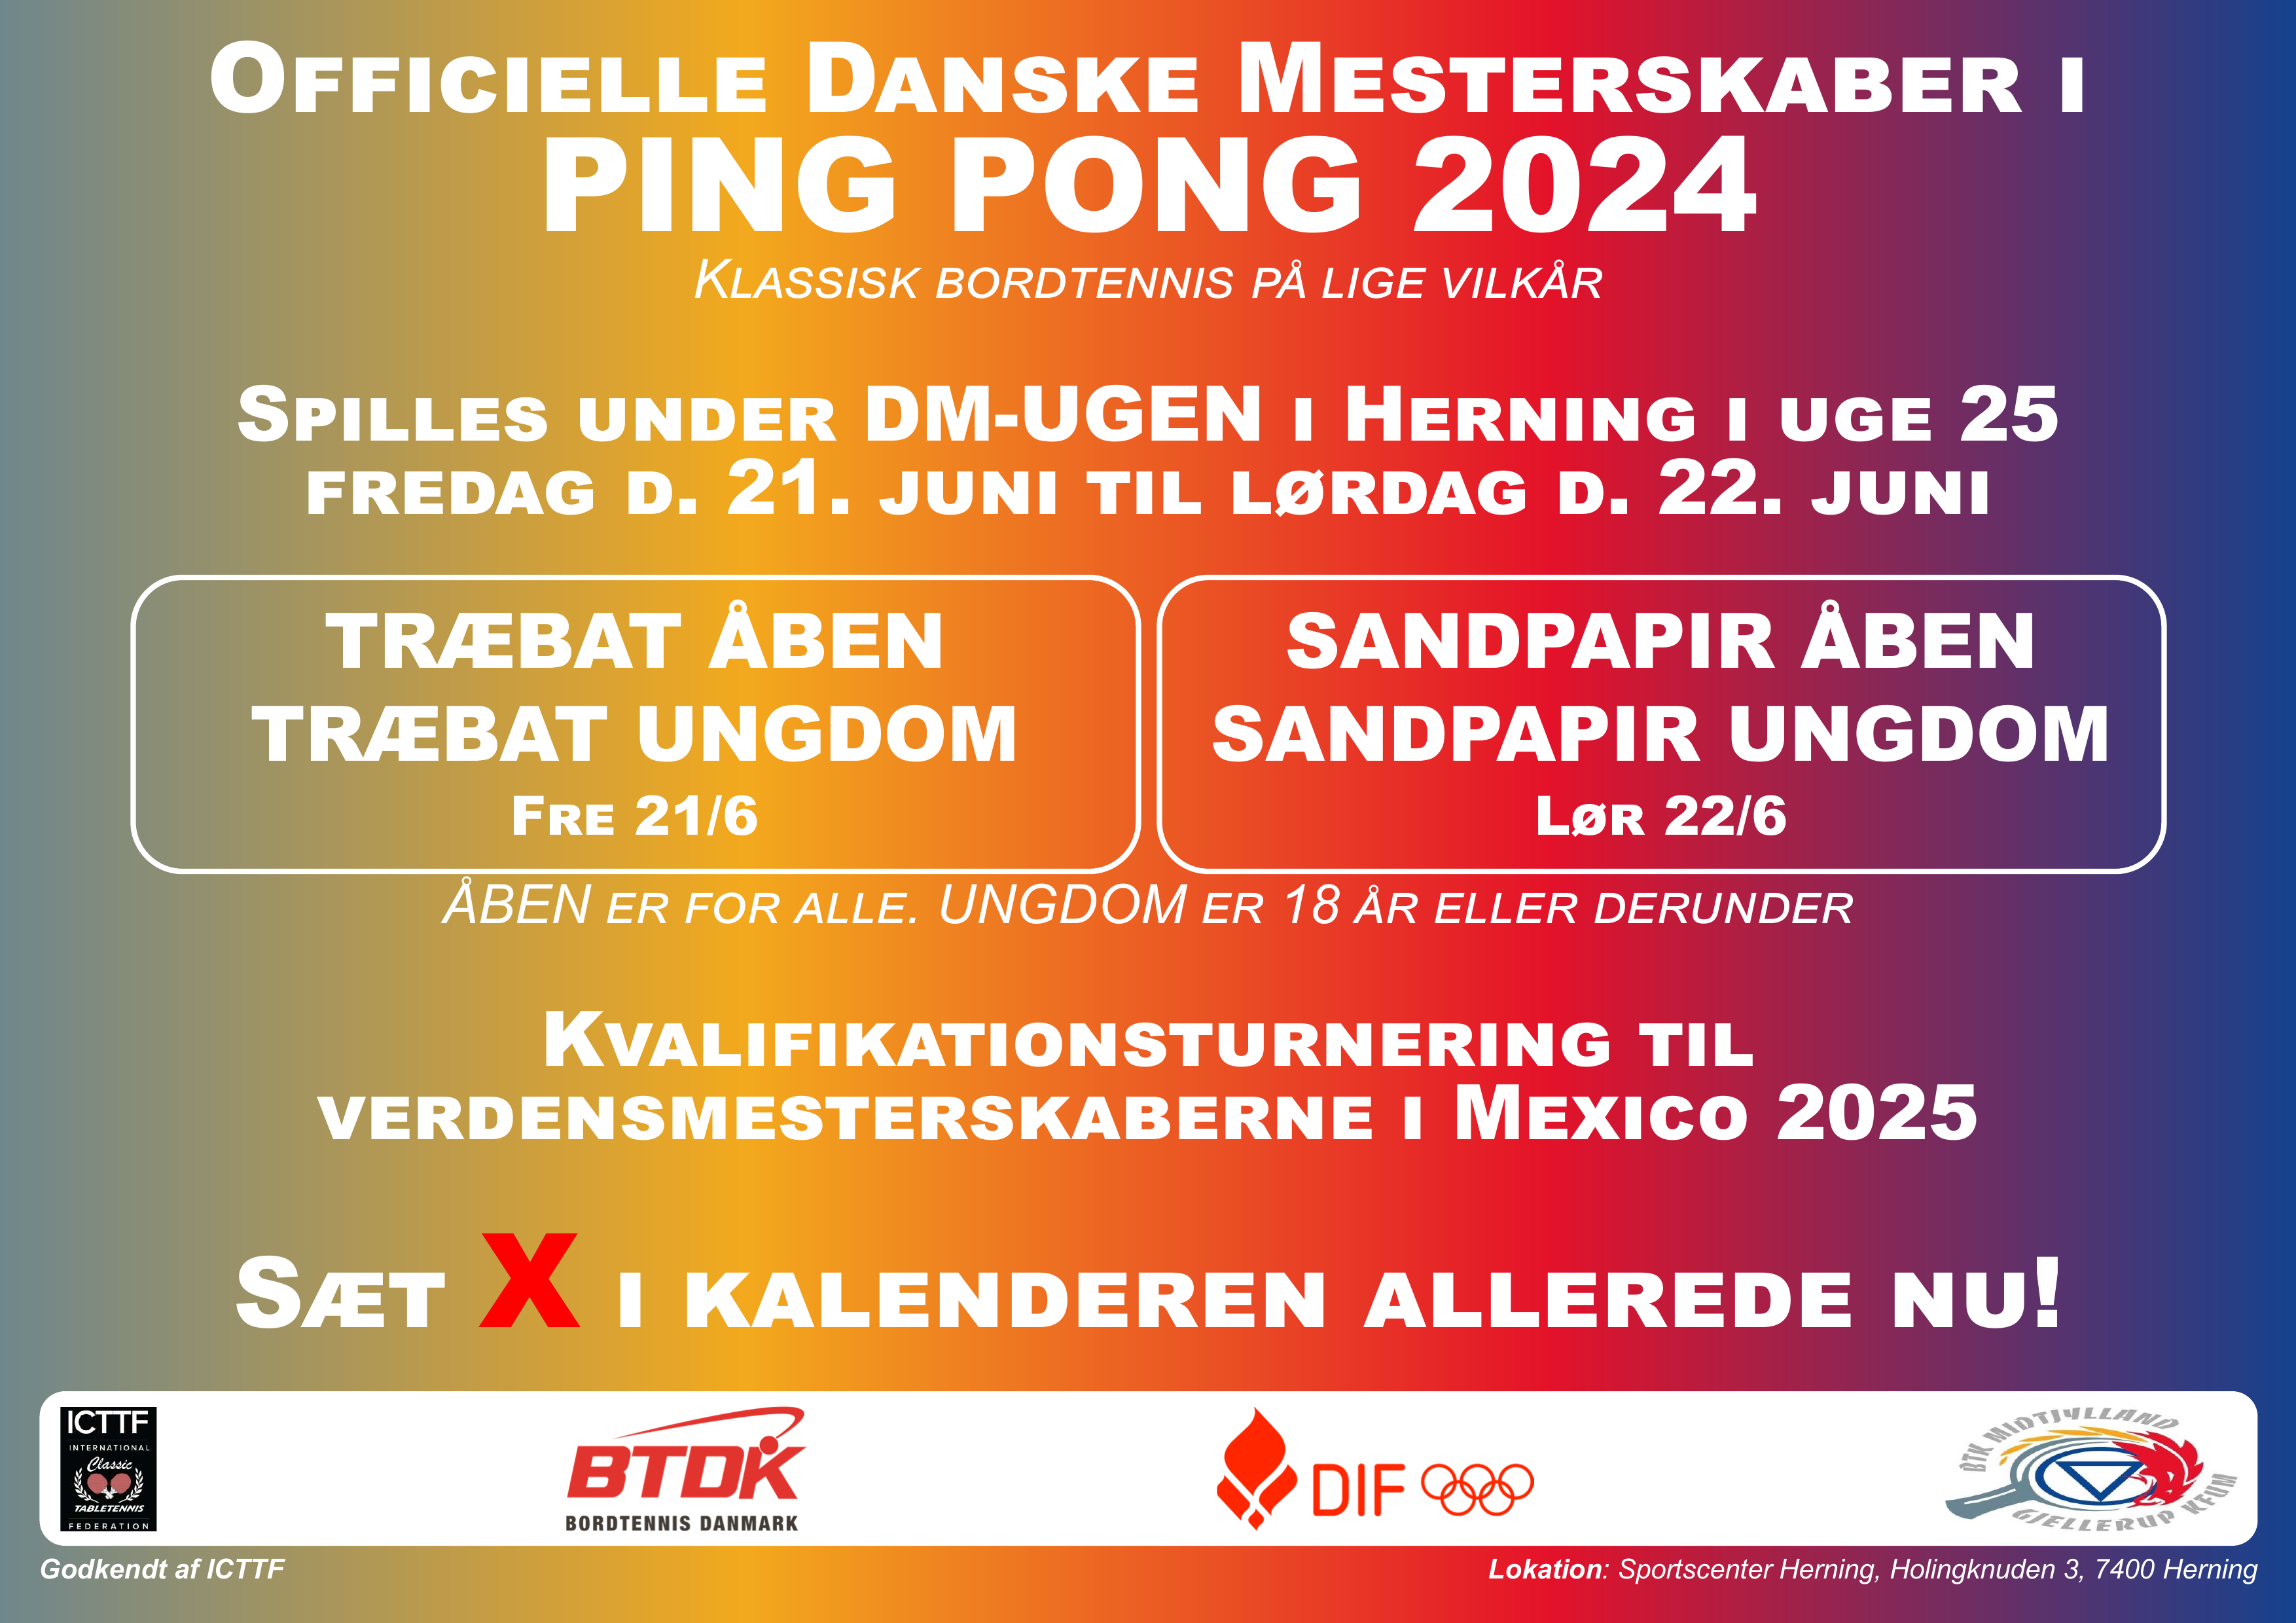 Officielle Danske Mesterskaber i
PING PONG 2024
Klassisk bordtennis på lige vilkår
Spilles under DM-UGEN i Herning i uge 25
fredag d. 21. juni til lørdag d. 22. juni
TRÆBAT ÅBEN
TRÆBAT UNGDOM
Fre 21/6
SANDPAPIR ÅBEN
SANDPAPIR UNGDOM
Lør 22/6
ÅBEN er for alle. UNGDOM er 18 år eller derunder
Kvalifikationsturnering til
verdensmesterskaberne i Mexico 2025
Sæt X i kalenderen allerede nu!
ICTTF
INTERNATIONAL
Classic
TABLETENNIS
FEDERATION
BTDK
BORDTENNIS DANMARK
DIF
BTK MIDTJYLLAND
GJELLERUP KFUM
Godkendt af ICTTF
Lokation: Sportscenter Herning, Holingknuden 3, 7400 Herning